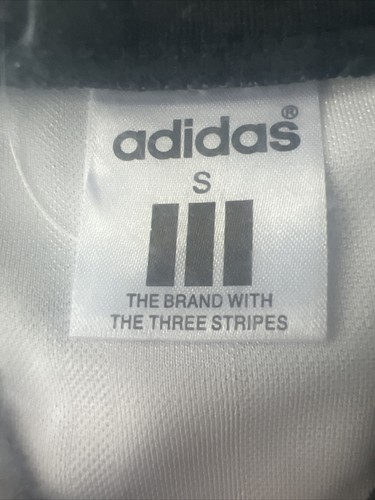 adidas®
S
THE BRAND WITH
THE THREE STRIPES